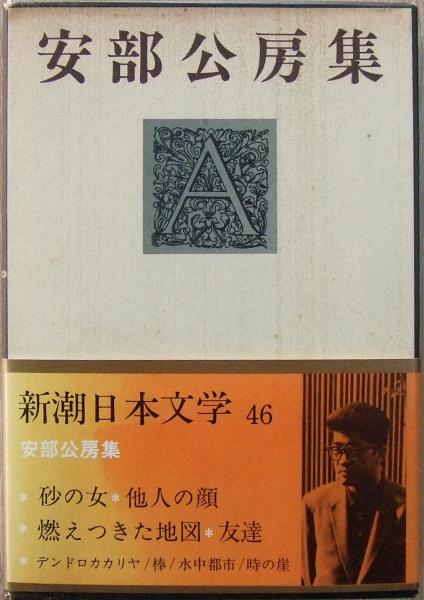 安部公房集
A
新潮日本文学 46
安部公房集
* 砂の女*他人の顔
* 燃えつきた地図*友達
* デンドロカカリヤ/棒/水中都市/時の崖